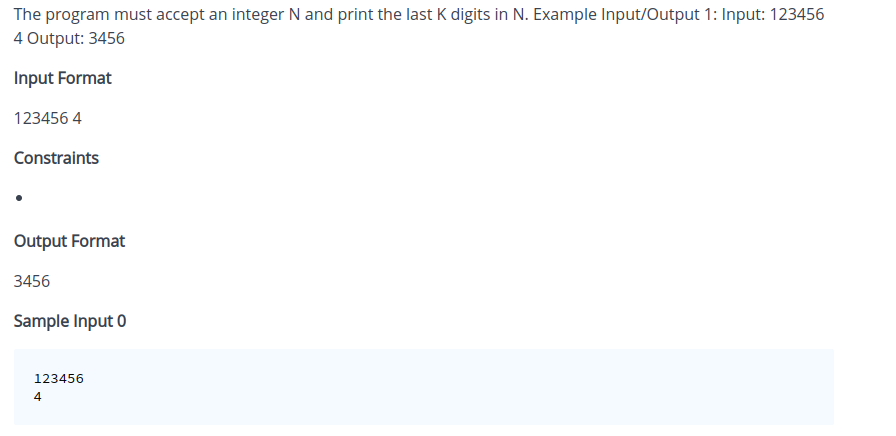 The program must accept an integer N and print the last K digits in N. Example Input/Output 1: Input: 123456
4 Output: 3456
Input Format
123456 4
Constraints
•
Output Format
3456
Sample Input 0
123456
4